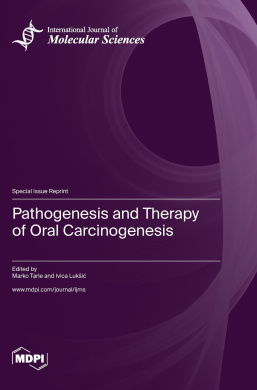 International Journal of
Molecular Sciences
Special Issue Reprint
Pathogenesis and Therapy
of Oral Carcinogenesis
Edited by
Marko Tarle and Ivica Lukšić
www.mdpi.com/journal/ijms
MDPI